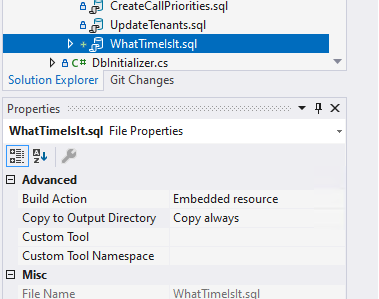 CreateCallPriorities.sql
UpdateTenants.sql
WhatTimeIsIt.sql
C# DbInitializer.cs
Solution Explorer Git Changes
Properties
WhatTimeIsIt.sql File Properties
Advanced
Build Action Embedded resource
Copy to Output Directory Copy always
Custom Tool
Custom Tool Namespace
Misc
File Name WhatTimeIsIt.sql